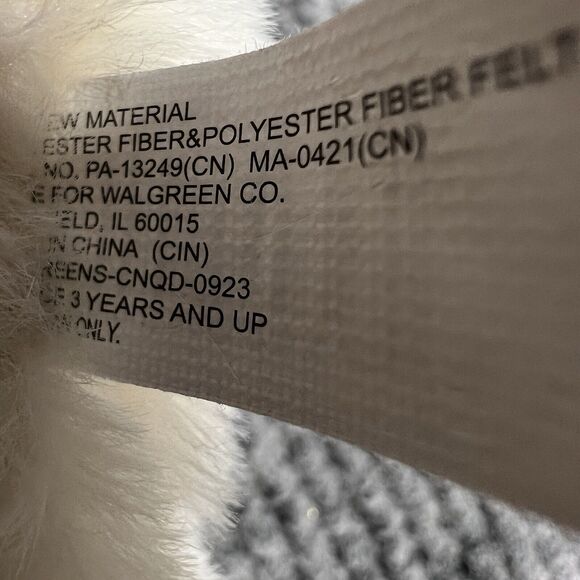 EW MATERIAL
ESTER FIBER&POLYESTER FIBER FELT
NO. PA-13249(CN) MA-0421(CN)
E FOR WALGREEN CO.
IELD, IL 60015
IN CHINA (CIN)
REENS-CNQD-0923
3 YEARS AND UP
ONLY.